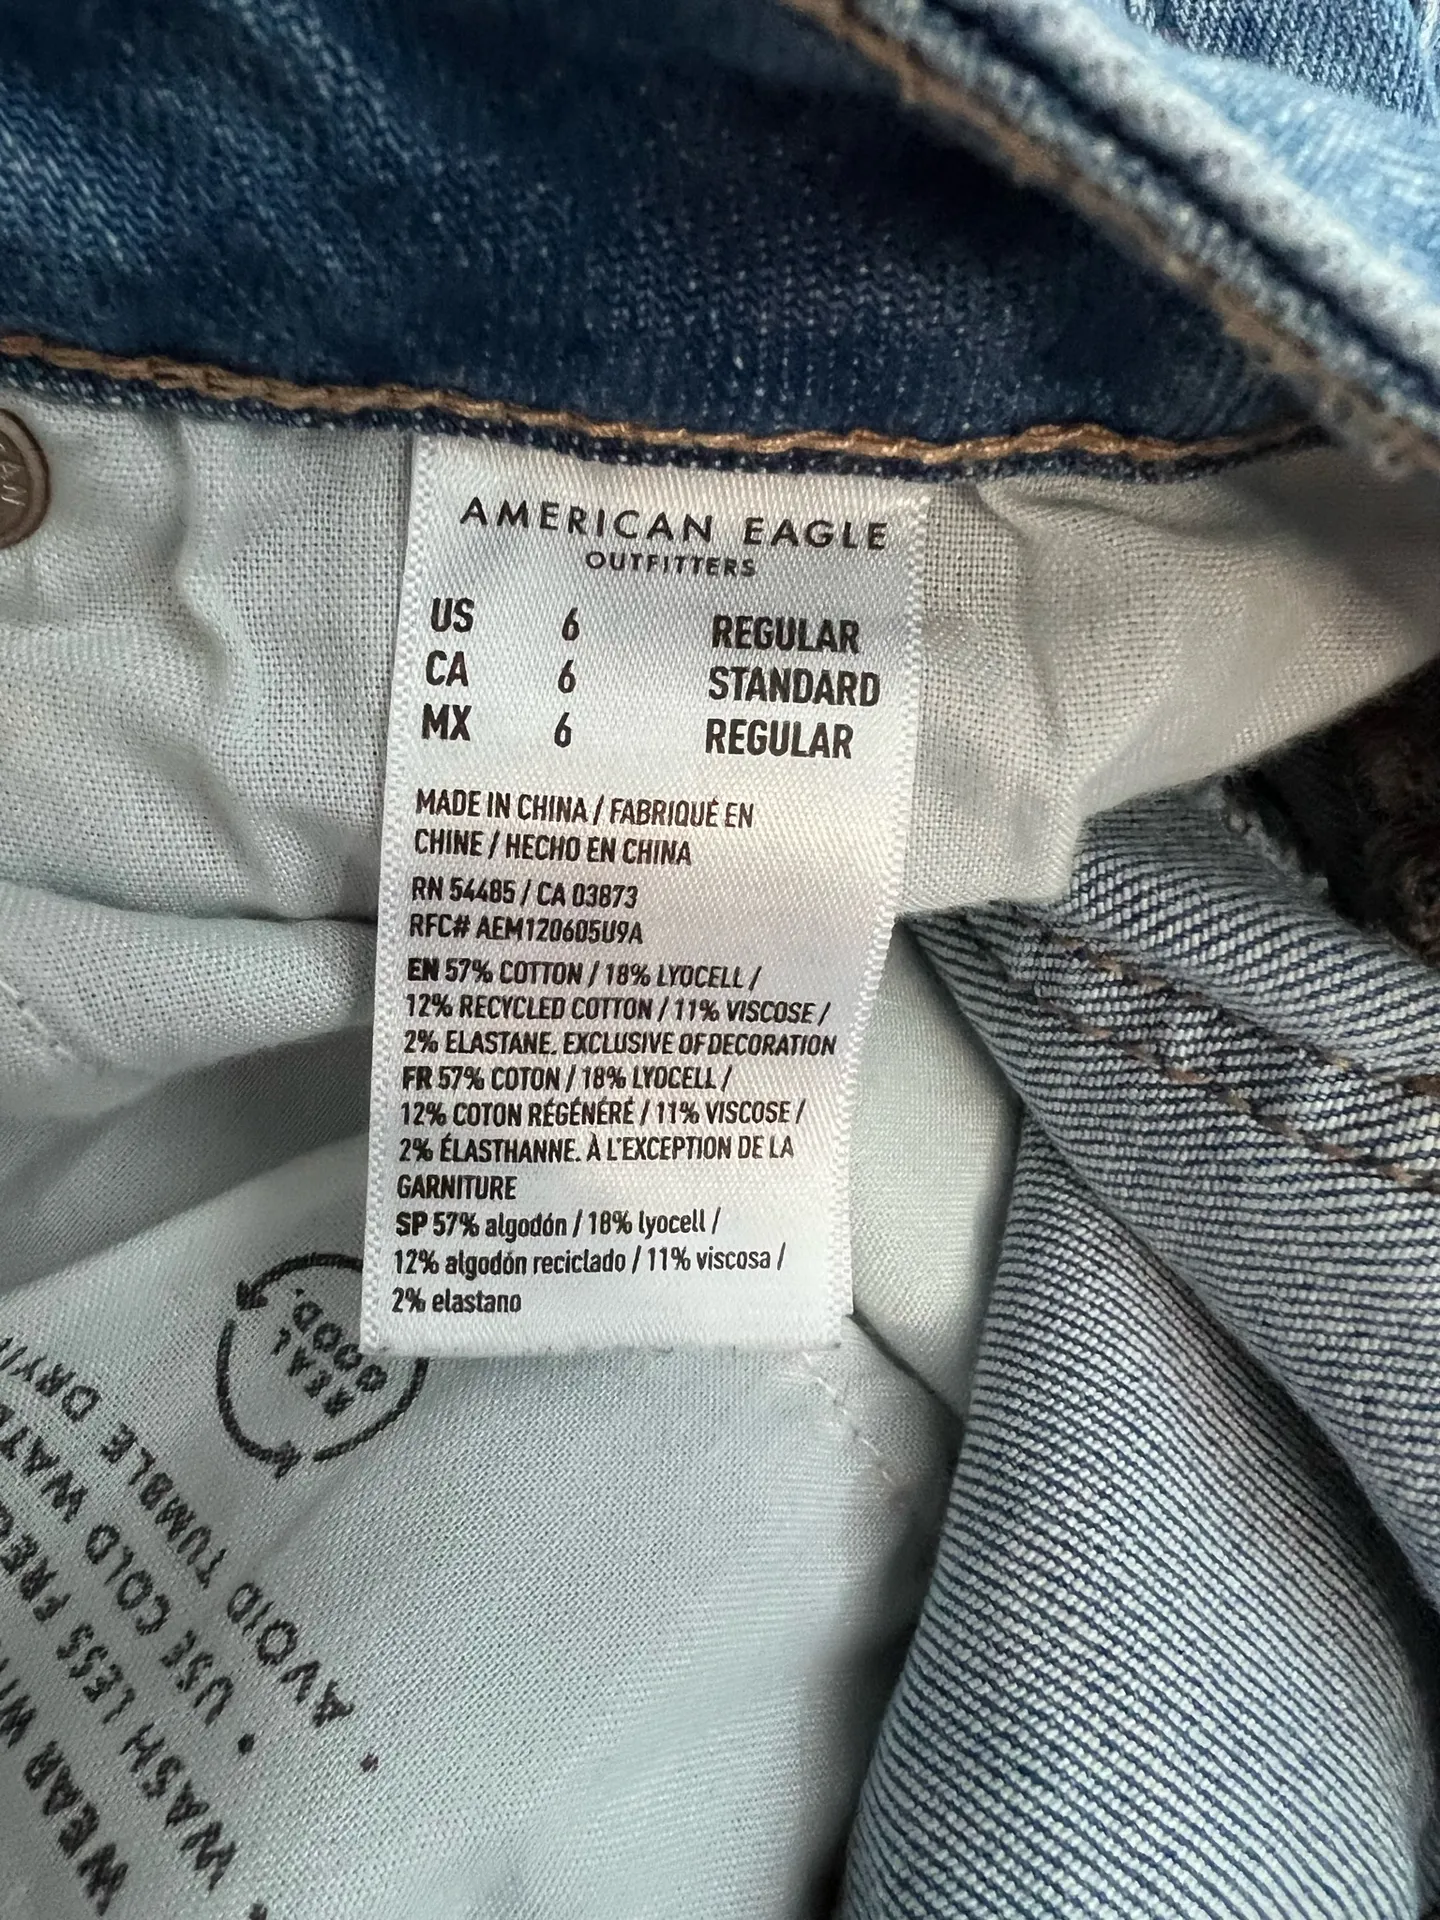 AMERICAN EAGLE
OUTFITTERS
US 6 REGULAR
CA 6 STANDARD
MX 6 REGULAR
MADE IN CHINA / FABRIQUÉ EN
CHINE / HECHO EN CHINA
RN 54485 / CA 03873
RFC# AEM120605U9A
EN 57% COTTON / 18% LYOCELL /
12% RECYCLED COTTON / 11% VISCOSE /
2% ELASTANE. EXCLUSIVE OF DECORATION
FR 57% COTON / 18% LYOCELL /
12% COTON RÉGÉNÉRÉ / 11% VISCOSE /
2% ÉLASTHANNE. À L'EXCEPTION DE LA
GARNITURE
SP 57% algodón / 18% lyocell /
12% algodón reciclado / 11% viscosa /
2% elastano
REAL
GOOD.
WEAR
WASH LESS
• USE COLD
• AVOID TUMBLE